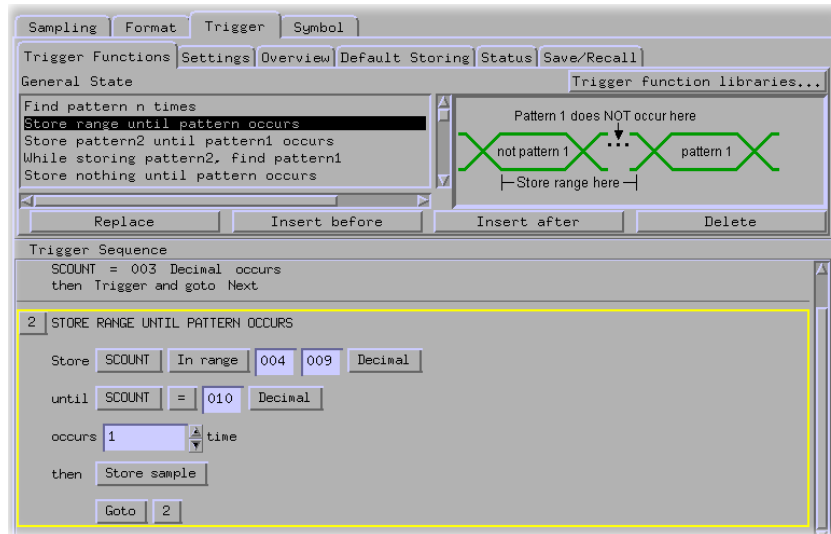 Sampling Format Trigger Symbol
Trigger Functions Settings Overview Default Storing Status Save/Recall
General State Trigger function libraries...
Find pattern n times
Store range until pattern occurs
Store pattern2 until pattern1 occurs
While storing pattern2, find pattern1
Store nothing until pattern occurs
Pattern 1 does NOT occur here
not pattern 1 ... pattern 1
Store range here
Replace Insert before Insert after Delete
Trigger Sequence
SCOUNT = 003 Decimal occurs
then Trigger and goto Next
2 STORE RANGE UNTIL PATTERN OCCURS
Store SCOUNT In range 004 009 Decimal
until SCOUNT = 010 Decimal
occurs 1 time
then Store sample
Goto 2